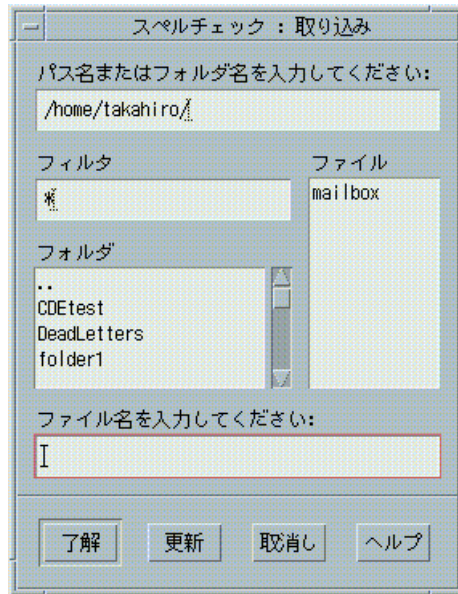 スペルチェック : 取り込み
パス名またはフォルダ名を入力してください:
/home/takahiro/
フィルタ
*
ファイル
mailbox
フォルダ
..
CDEtest
DeadLetters
folder1
ファイル名を入力してください:
了解
更新
取消し
ヘルプ